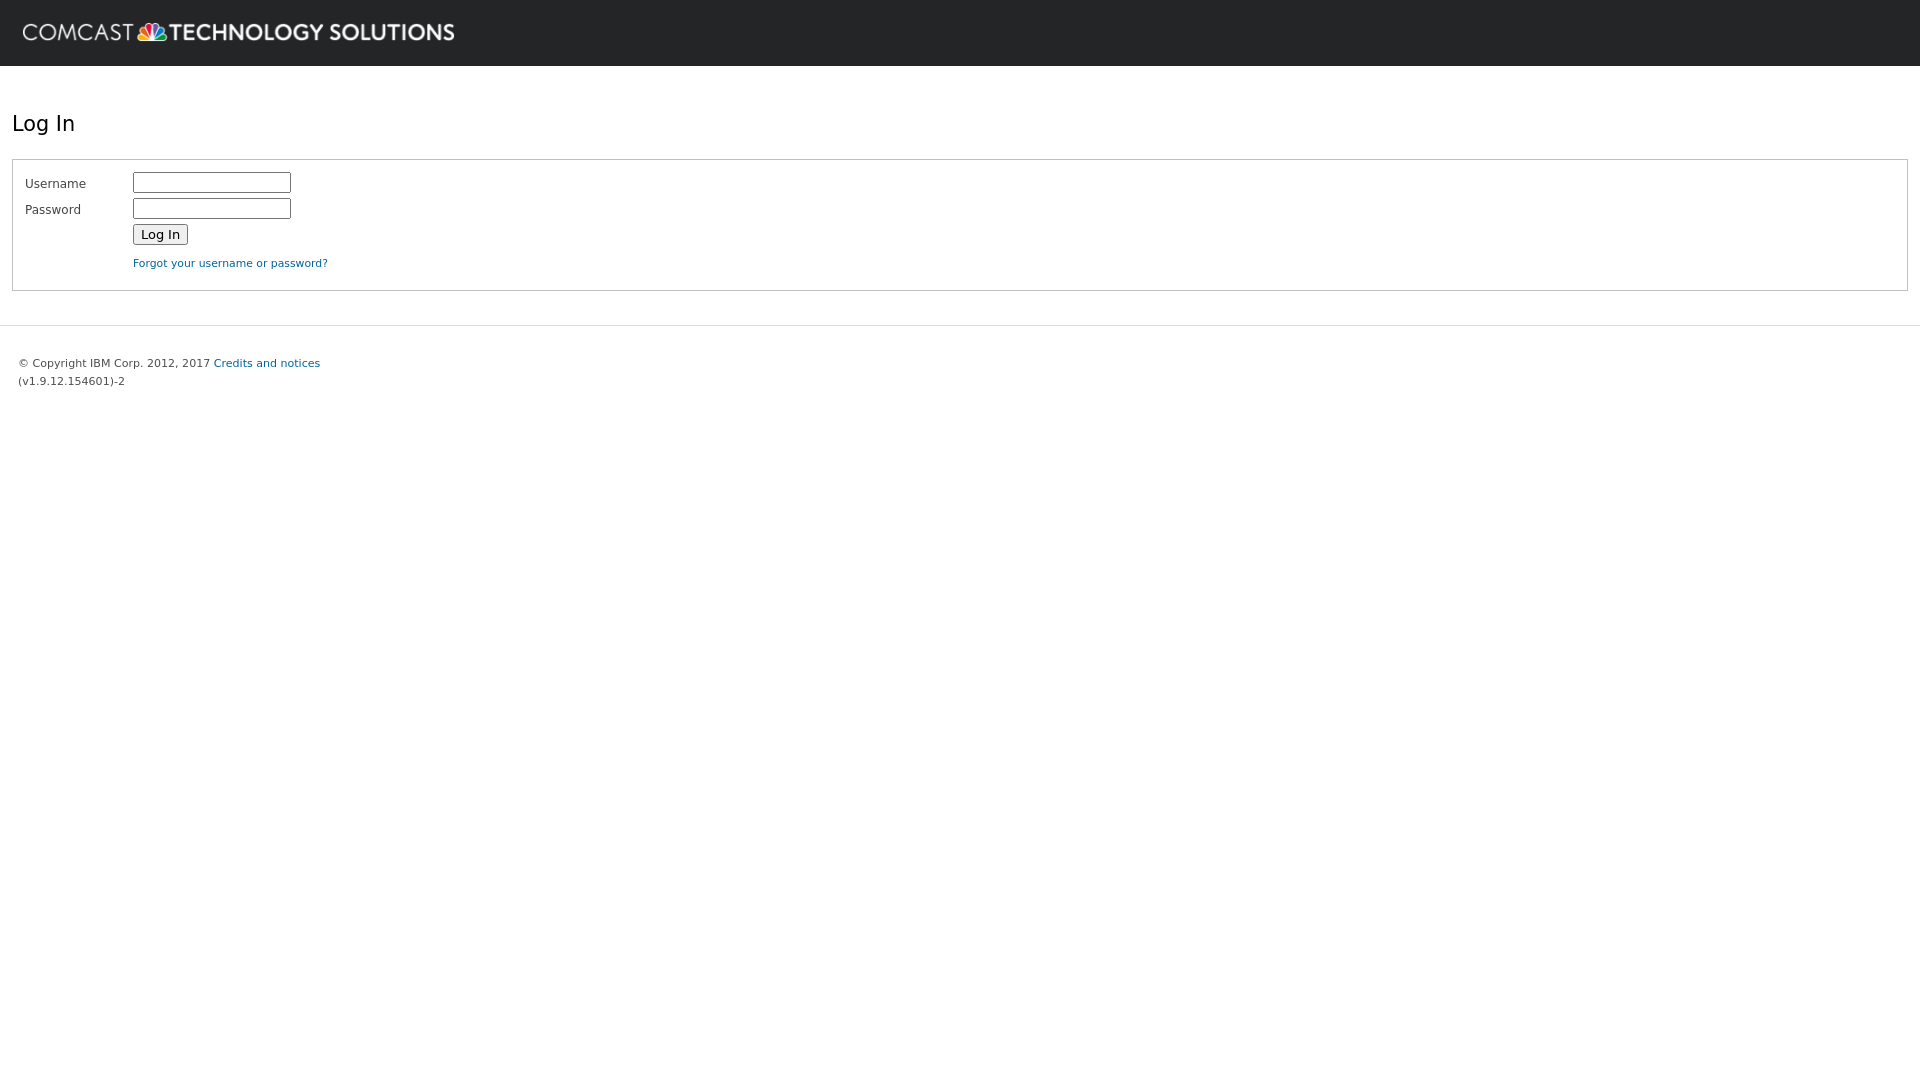 COMCAST TECHNOLOGY SOLUTIONS
Log In
Username
Password
Log In
Forgot your username or password?
© Copyright IBM Corp. 2012, 2017 Credits and notices
(v1.9.12.154601)-2